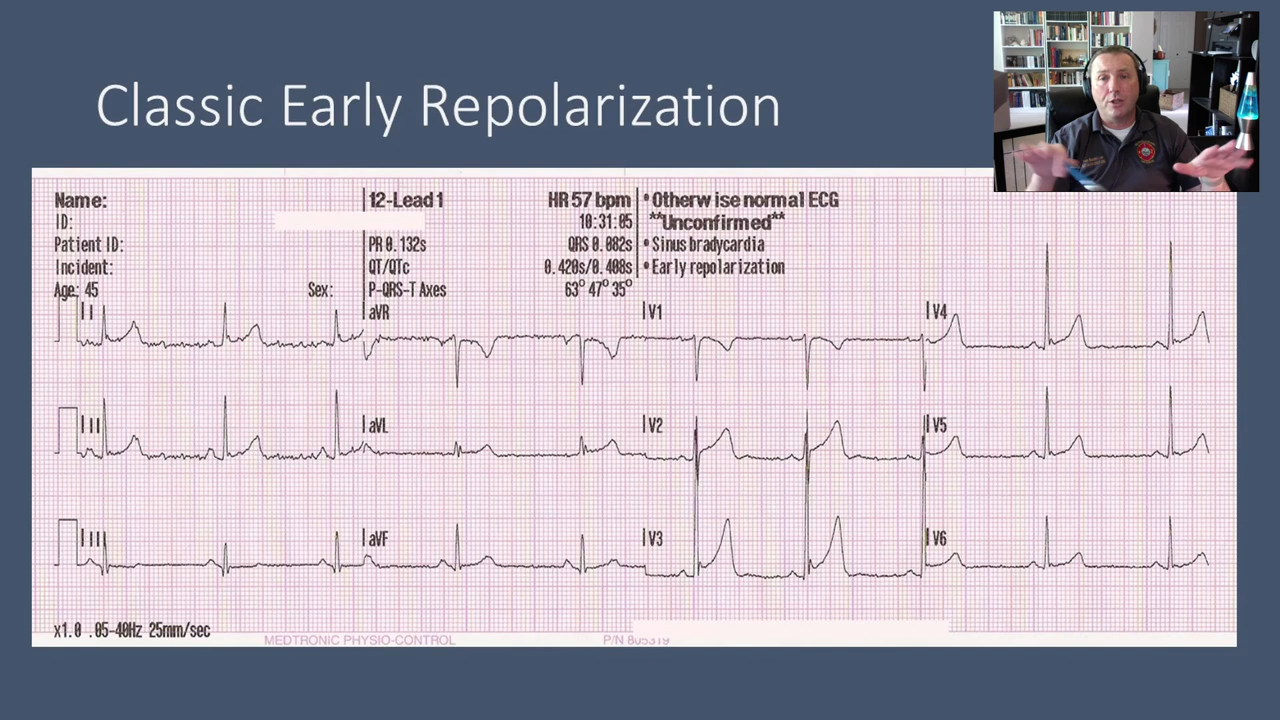 Classic Early Repolarization
Name:
ID:
Patient ID:
Incident:
Age: 45
Sex:
12-Lead 1
HR 57 bpm
10:31:05
PR 0.132s
QRS 0.082s
QT/QTc
0.420s/0.408s
P-QRS-T Axes
63° 47° 35°
• Otherwise normal ECG
**Unconfirmed**
• Sinus bradycardia
• Early repolarization
I
aVR
V1
V4
II
aVL
V2
V5
III
aVF
V3
V6
x1.0 .05-40Hz 25mm/sec
MEDTRONIC PHYSIO-CONTROL
P/N 805319